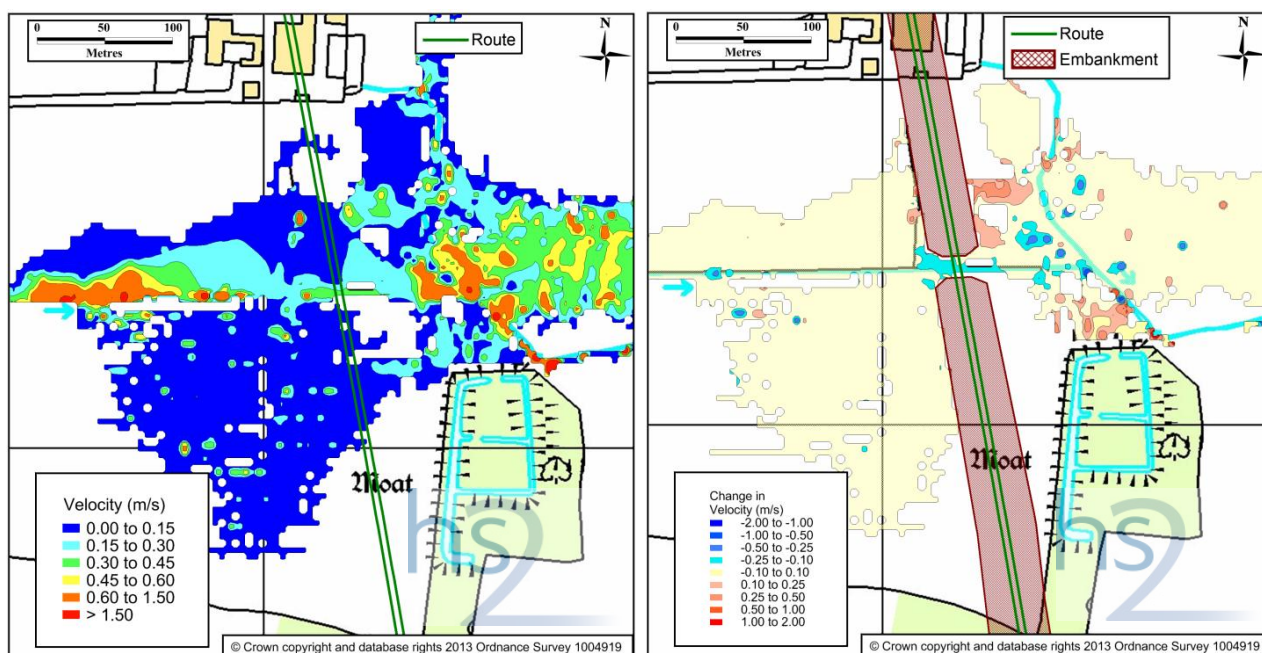 0 50 100
Metres
Route
N
Moat
hs2
Velocity (m/s)
0.00 to 0.15
0.15 to 0.30
0.30 to 0.45
0.45 to 0.60
0.60 to 1.50
> 1.50
© Crown copyright and database rights 2013 Ordnance Survey 1004919
0 50 100
Metres
Route
Embankment
N
Moat
hs2
Change in
Velocity (m/s)
-2.00 to -1.00
-1.00 to -0.50
-0.50 to -0.25
-0.25 to -0.10
-0.10 to 0.10
0.10 to 0.25
0.25 to 0.50
0.50 to 1.00
1.00 to 2.00
© Crown copyright and database rights 2013 Ordnance Survey 1004919